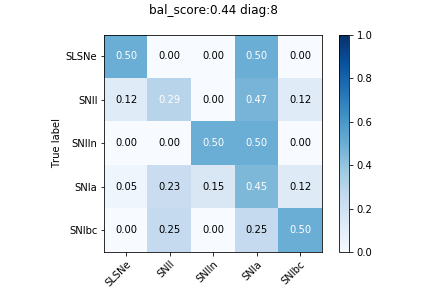 bal_score:0.44 diag:8
SLSNe 0.50 0.00 0.00 0.50 0.00
SNII 0.12 0.29 0.00 0.47 0.12
SNIIn 0.00 0.00 0.50 0.50 0.00
SNIa 0.05 0.23 0.15 0.45 0.12
SNIbc 0.00 0.25 0.00 0.25 0.50
True label
SLSNe SNII SNIIn SNIa SNIbc
1.0
0.8
0.6
0.4
0.2
0.0